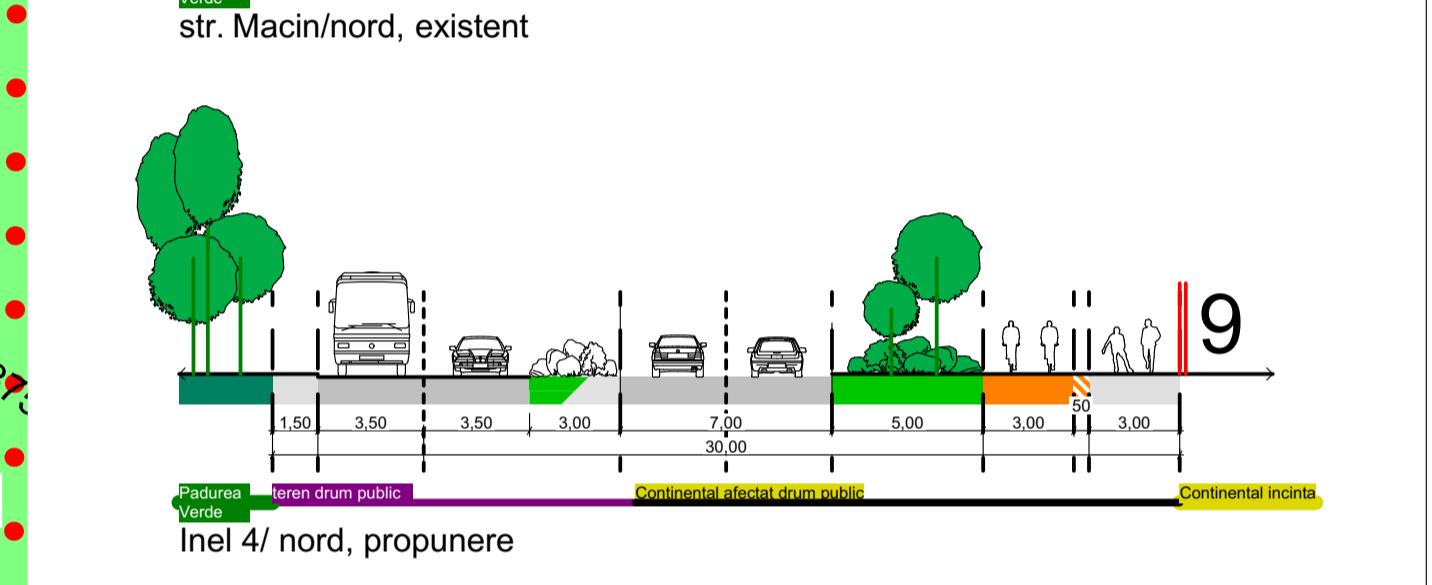 Verde
str. Macin/nord, existent
9
50
1,50 3,50 3,50 3,00 7,00 5,00 3,00 3,00
30,00
Padurea teren drum public Continental afectat drum public Continental incinta
Verde
Inel 4/ nord, propunere